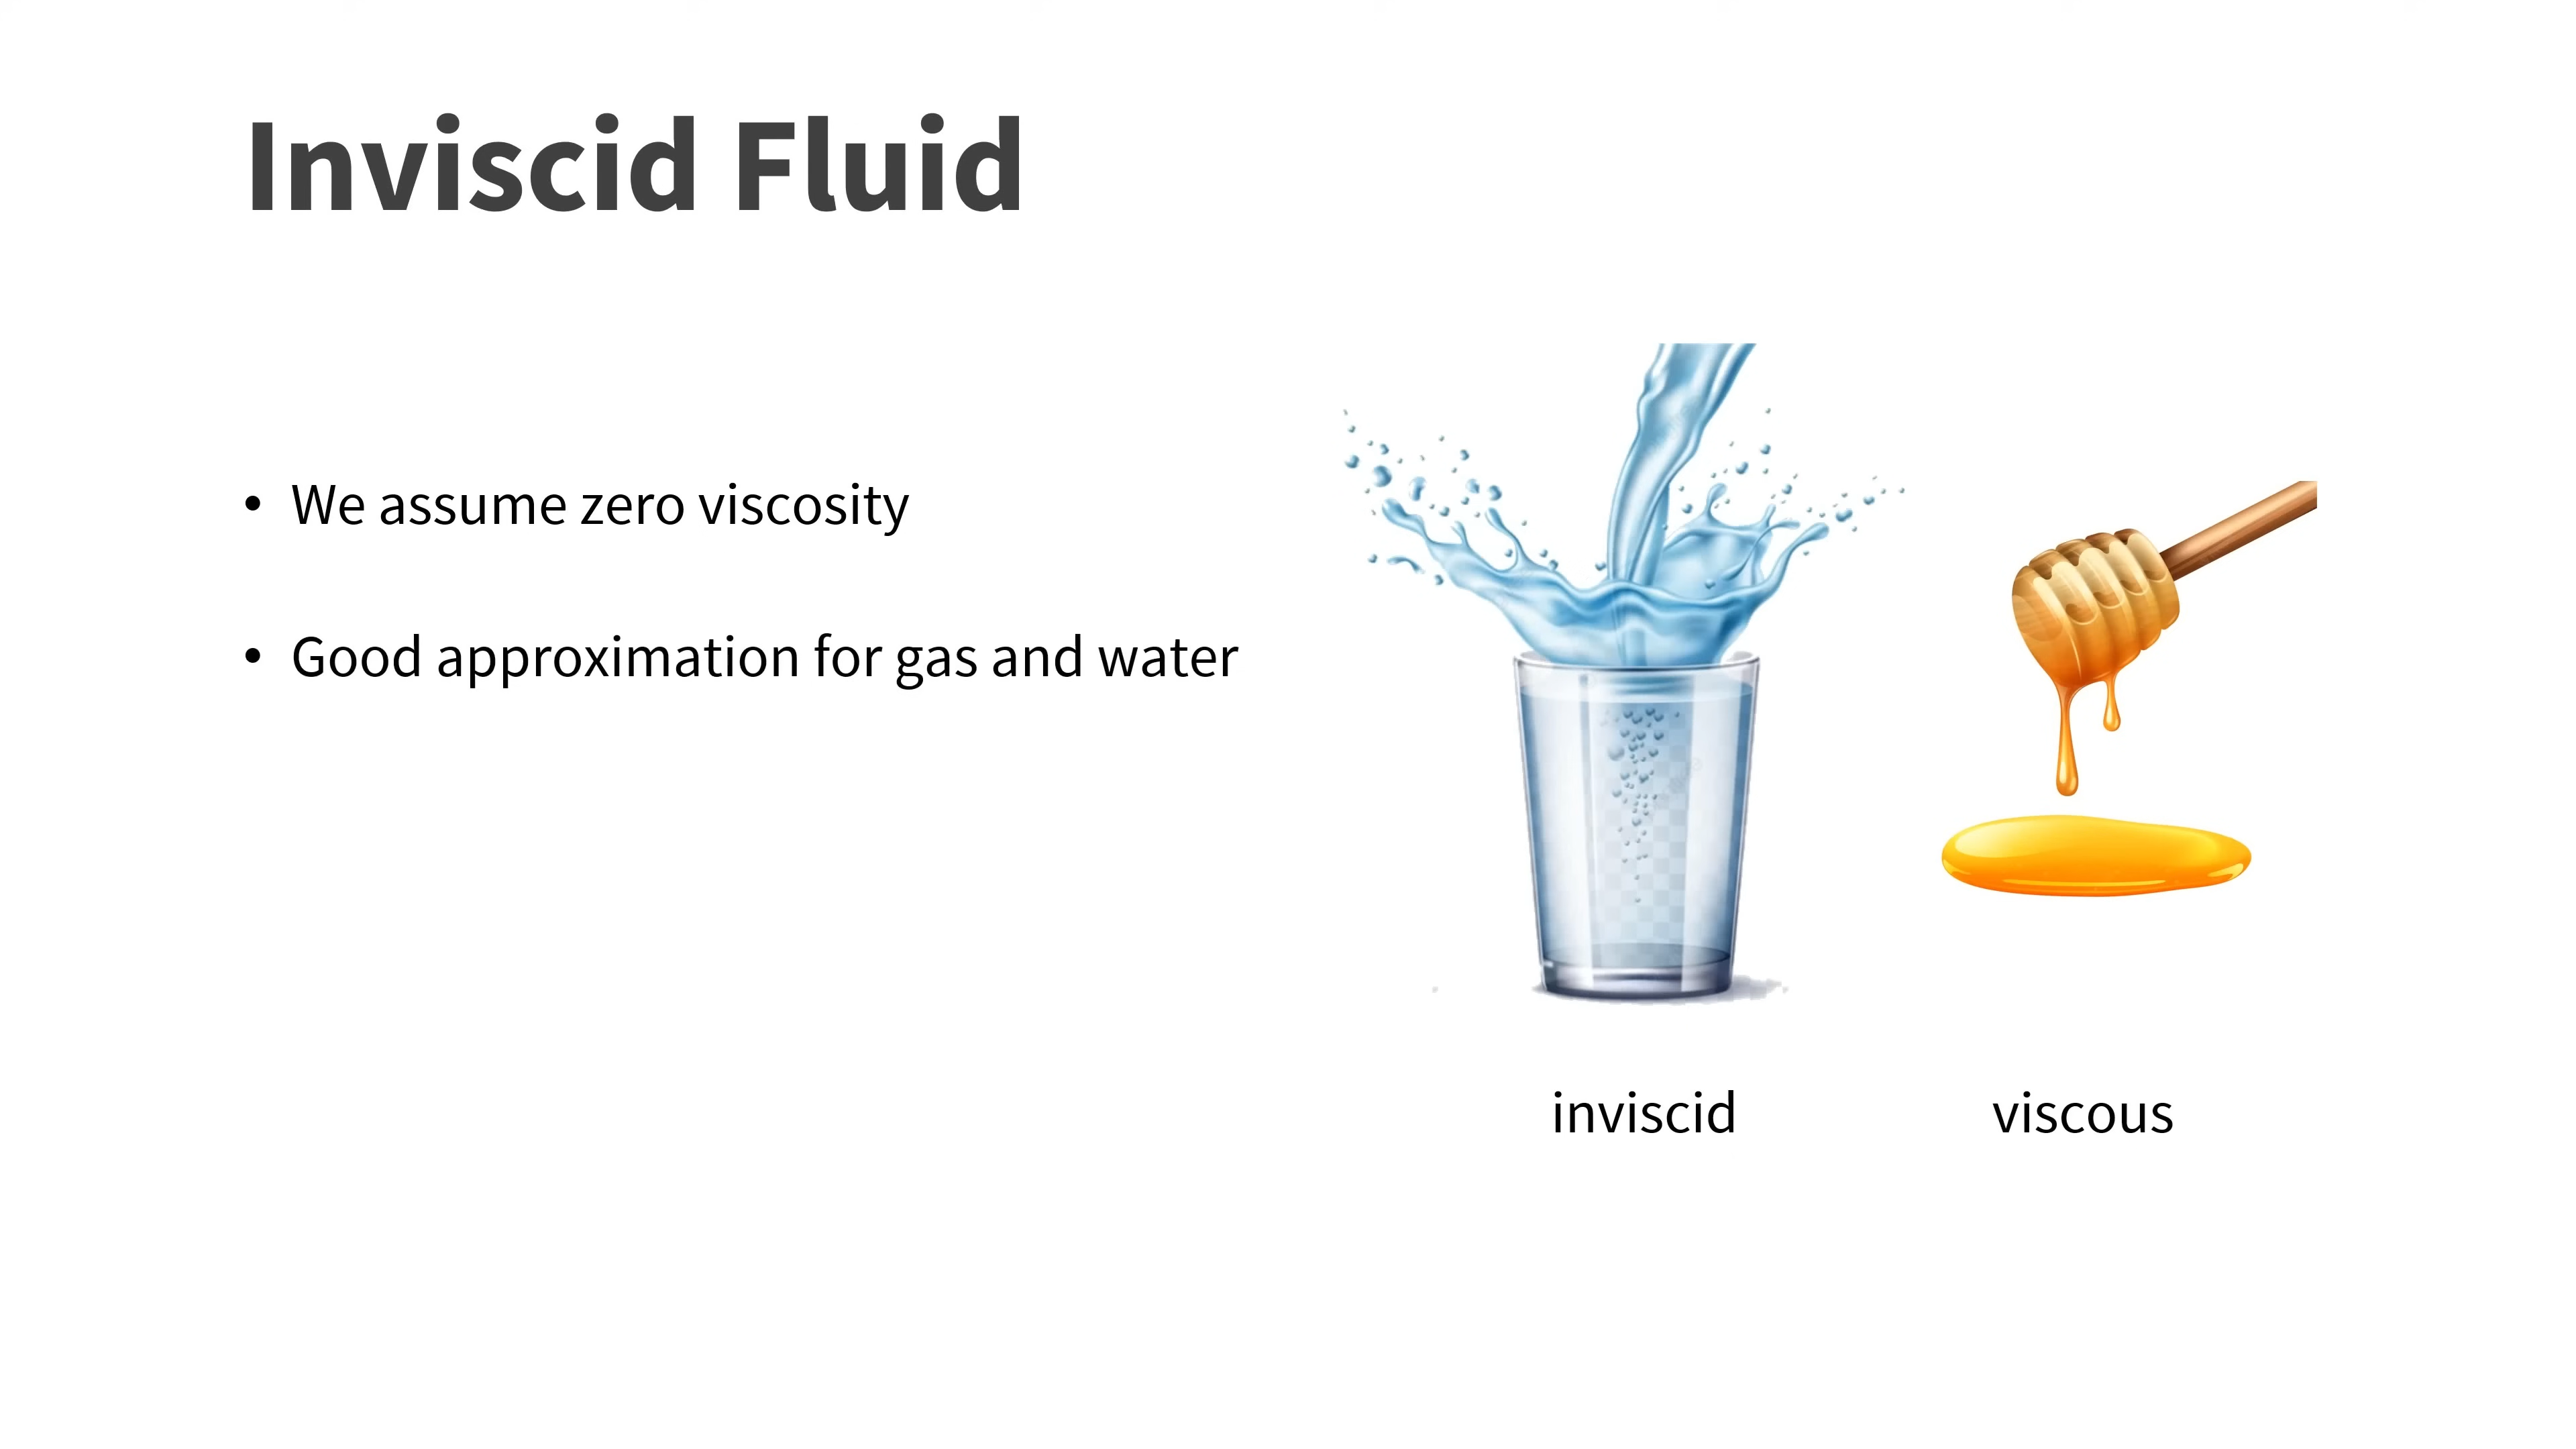 Inviscid Fluid
• We assume zero viscosity
• Good approximation for gas and water
inviscid
viscous